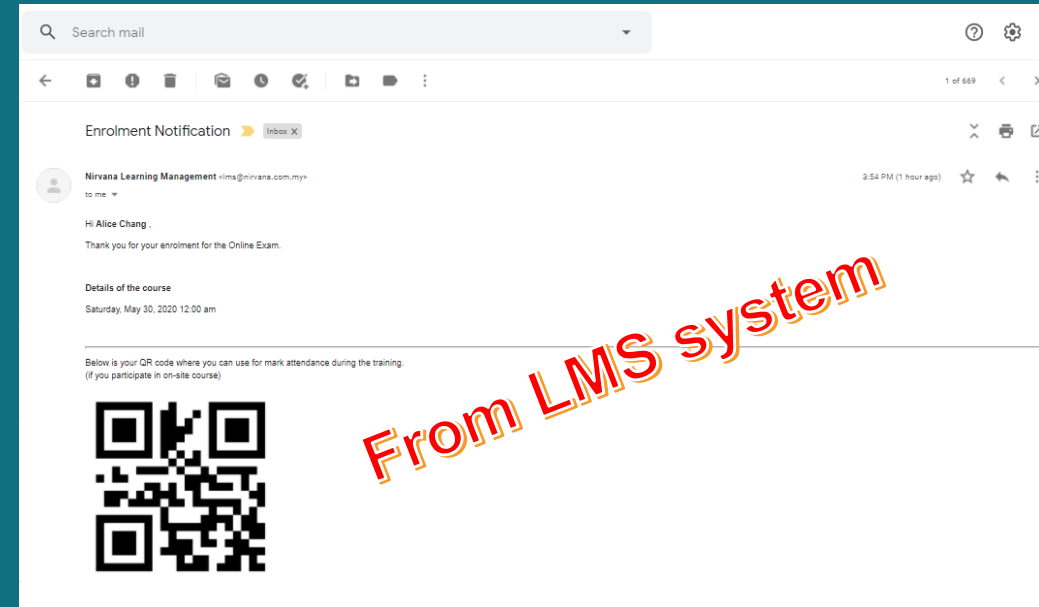 Search mail
1 of 669
Enrolment Notification Inbox X
Nirvana Learning Management <lms@nirvana.com.my> 3:54 PM (1 hour ago)
to me
Hi Alice Chang ,
Thank you for your enrolment for the Online Exam.
Details of the course
Saturday, May 30, 2020 12:00 am
From LMS system
Below is your QR code where you can use for mark attendance during the training.
(if you participate in on-site course)